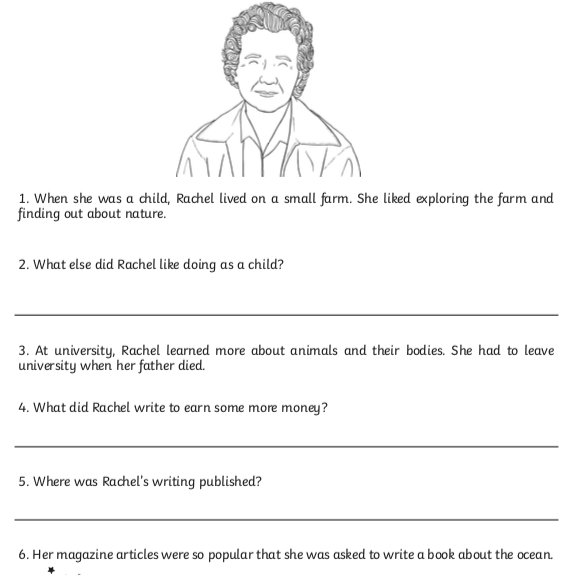 1. When she was a child, Rachel lived on a small farm. She liked exploring the farm and
finding out about nature.
2. What else did Rachel like doing as a child?
3. At university, Rachel learned more about animals and their bodies. She had to leave
university when her father died.
4. What did Rachel write to earn some more money?
5. Where was Rachel's writing published?
6. Her magazine articles were so popular that she was asked to write a book about the ocean.